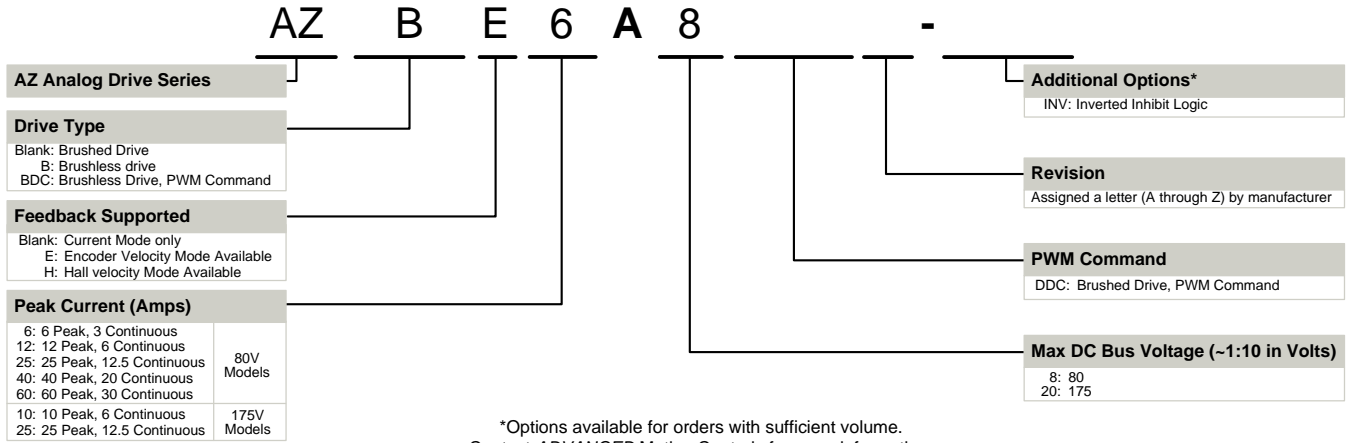 AZ B E 6 A 8 -
AZ Analog Drive Series
Drive Type
Blank: Brushed Drive
B: Brushless drive
BDC: Brushless Drive, PWM Command
Feedback Supported
Blank: Current Mode only
E: Encoder Velocity Mode Available
H: Hall velocity Mode Available
Peak Current (Amps)
6: 6 Peak, 3 Continuous
12: 12 Peak, 6 Continuous
25: 25 Peak, 12.5 Continuous
40: 40 Peak, 20 Continuous
60: 60 Peak, 30 Continuous
80V
Models
10: 10 Peak, 6 Continuous
25: 25 Peak, 12.5 Continuous
175V
Models
Additional Options*
INV: Inverted Inhibit Logic
Revision
Assigned a letter (A through Z) by manufacturer
PWM Command
DDC: Brushed Drive, PWM Command
Max DC Bus Voltage (~1:10 in Volts)
8: 80
20: 175
*Options available for orders with sufficient volume.